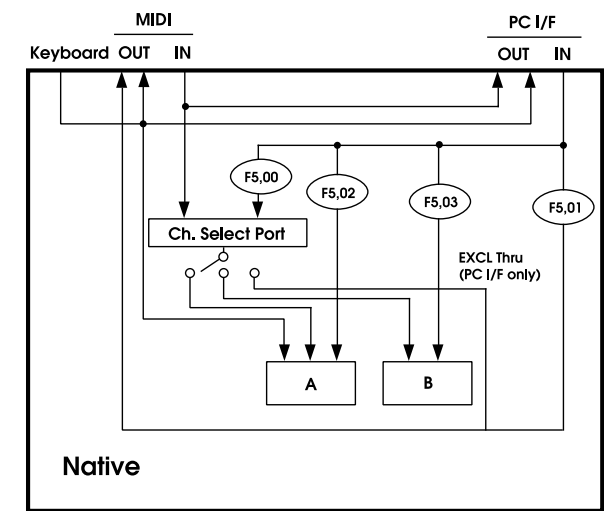 MIDI
PC I/F
Keyboard OUT IN
OUT IN
F5,00
F5,02
F5,03
F5,01
Ch. Select Port
EXCL Thru
(PC I/F only)
A
B
Native